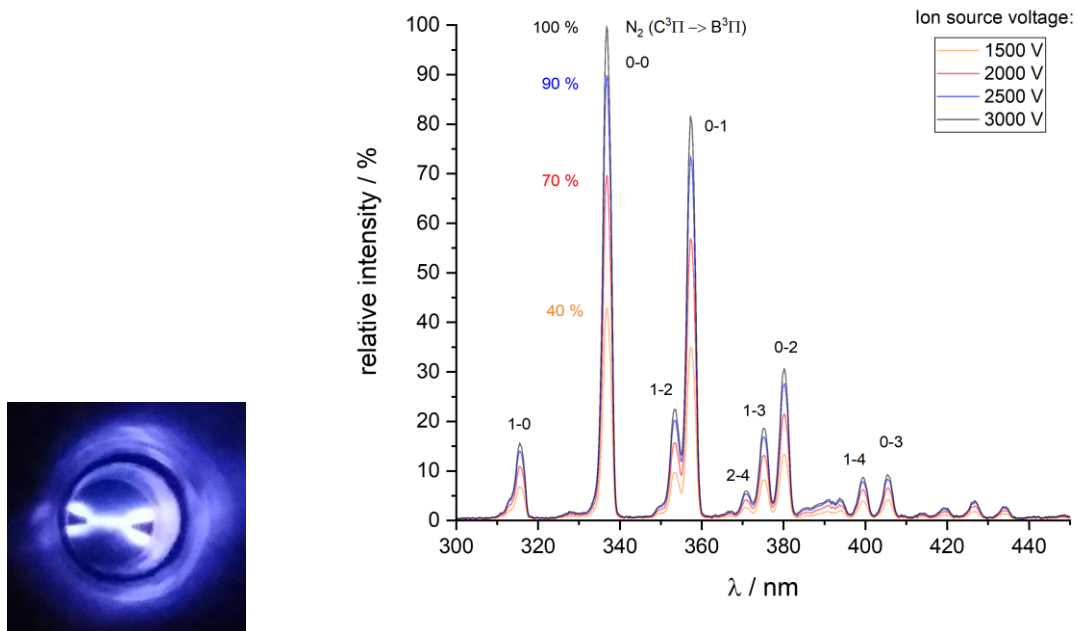 Ion source voltage:
1500 V
2000 V
2500 V
3000 V
100 %
N₂ (C³Π –> B³Π)
0-0
90 %
0-1
70 %
40 %
0-2
1-2
1-3
1-0
2-4
1-4
0-3
relative intensity / %
100
90
80
70
60
50
40
30
20
10
0
300 320 340 360 380 400 420 440
λ / nm